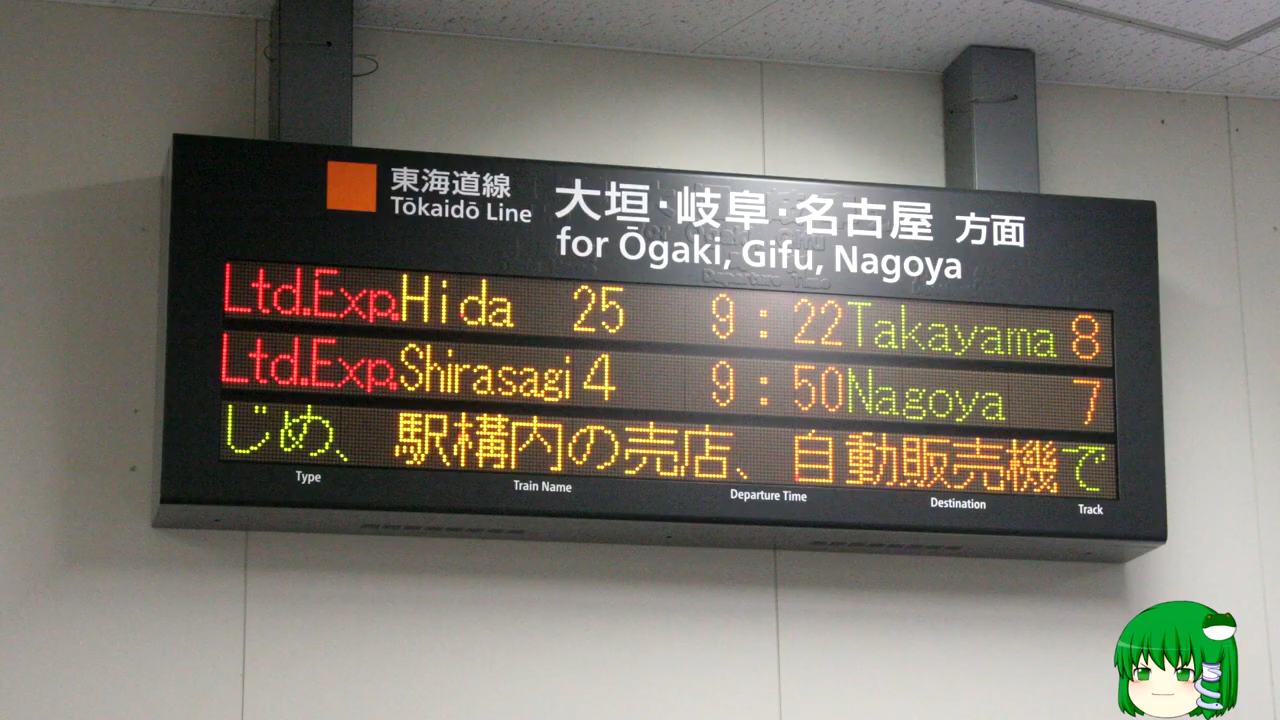 東海道線
Tōkaidō Line
大垣・岐阜・名古屋 方面
for Ōgaki, Gifu, Nagoya
Ltd.Exp. Hida 25 9:22 Takayama 8
Ltd.Exp. Shirasagi 4 9:50 Nagoya 7
じめ、駅構内の売店、自動販売機で
Type Train Name Departure Time Destination Track